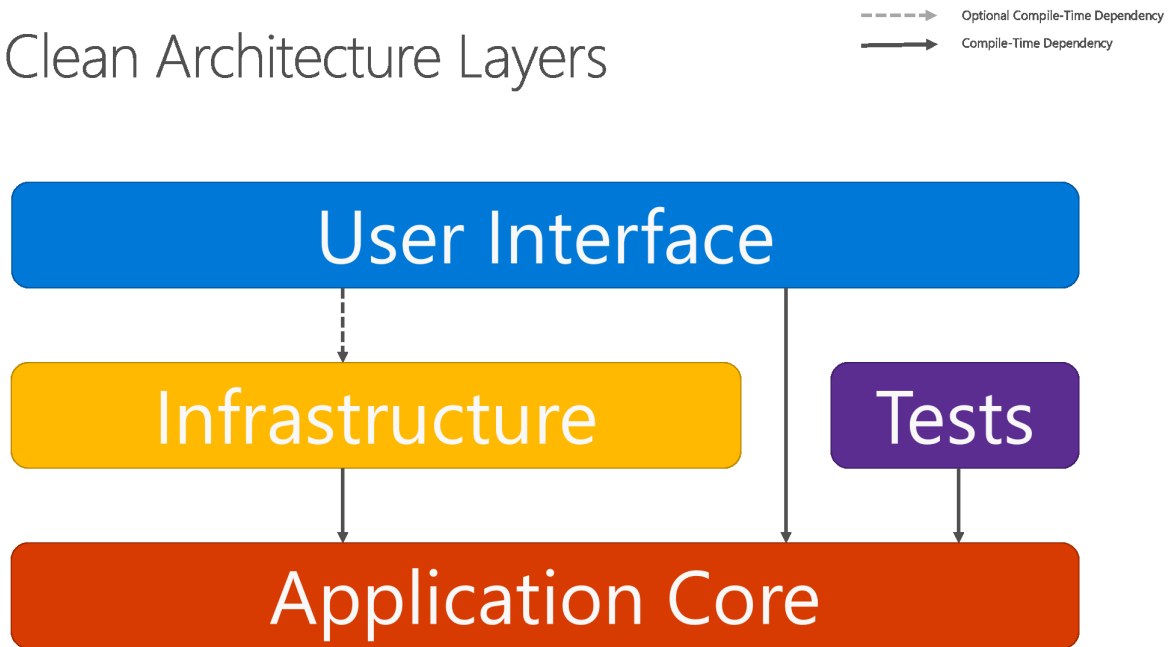 Optional Compile-Time Dependency
Clean Architecture Layers
Compile-Time Dependency
User Interface
Infrastructure
Tests
Application Core